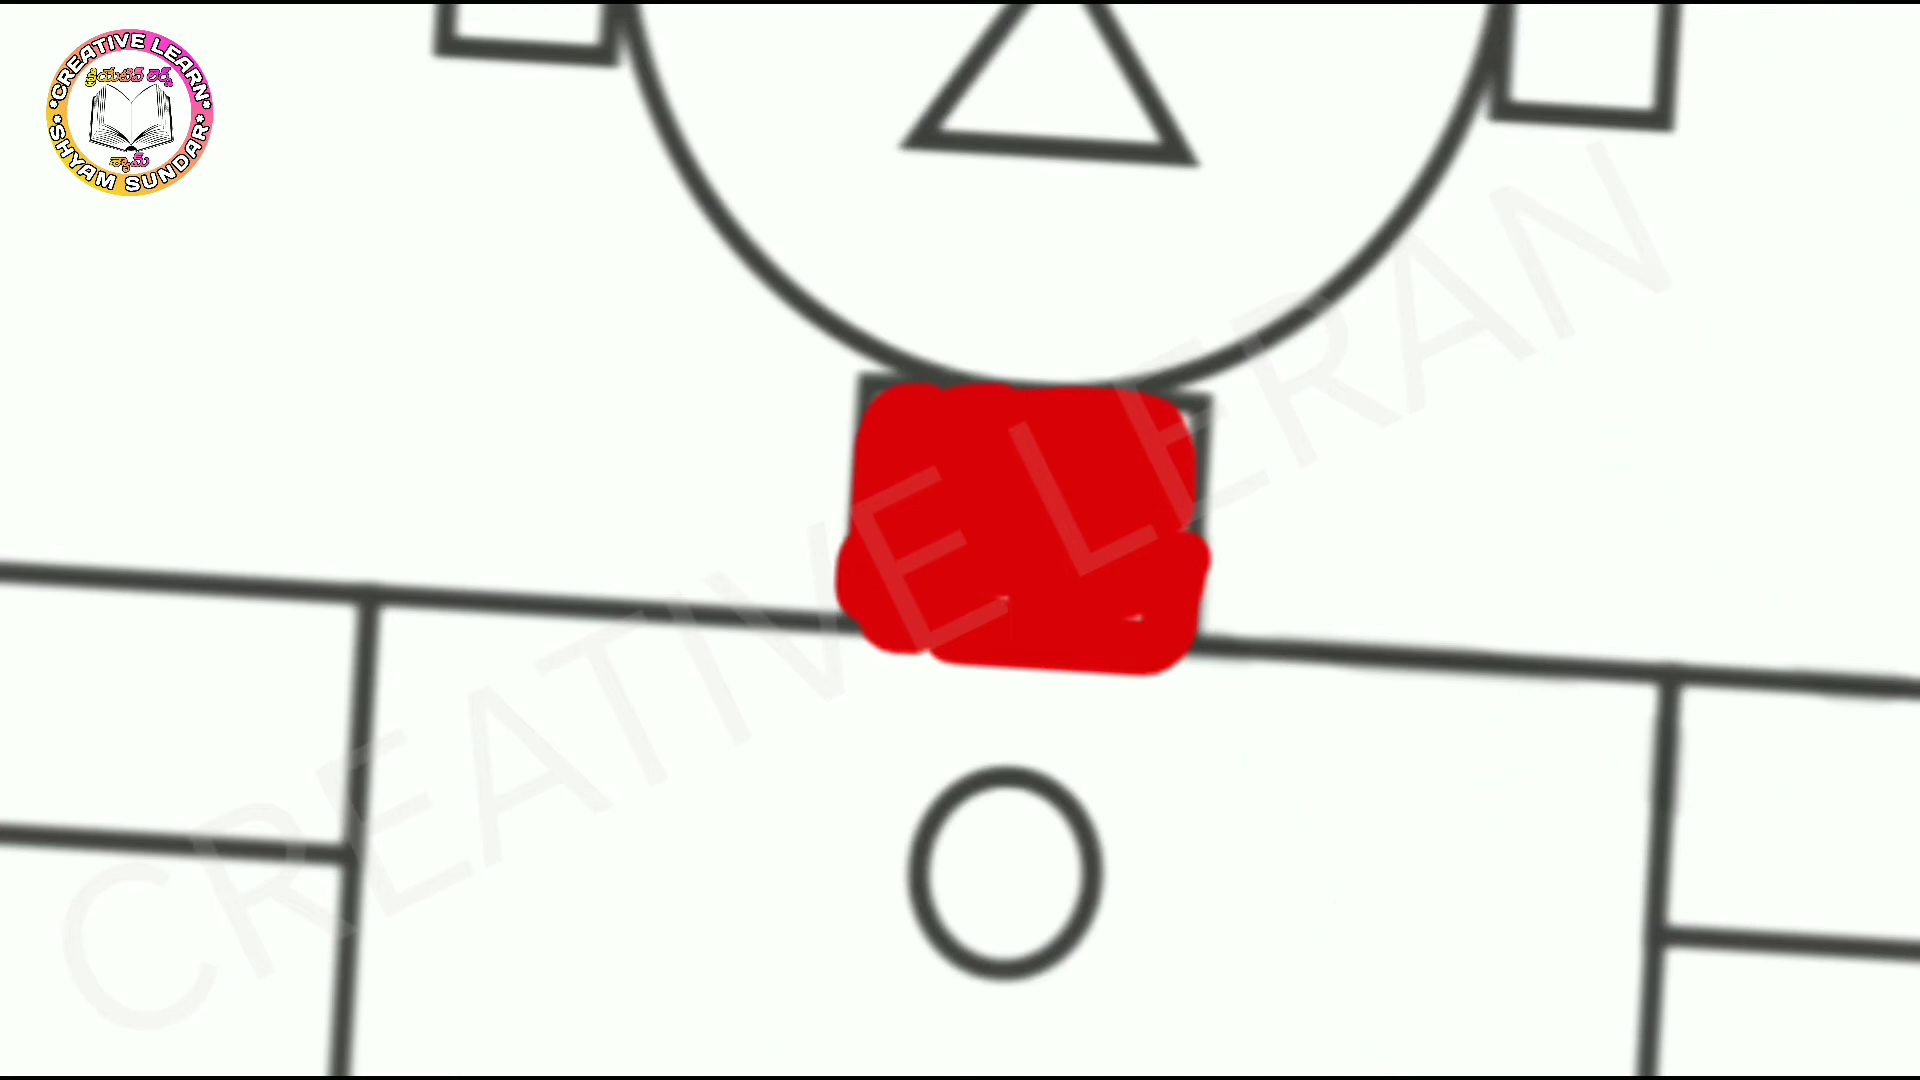 CREATIVE LEARN
క్రియేటివ్ లెర్న్
శ్యామ్
SHYAM SUNDAR
CREATIVE LERAN